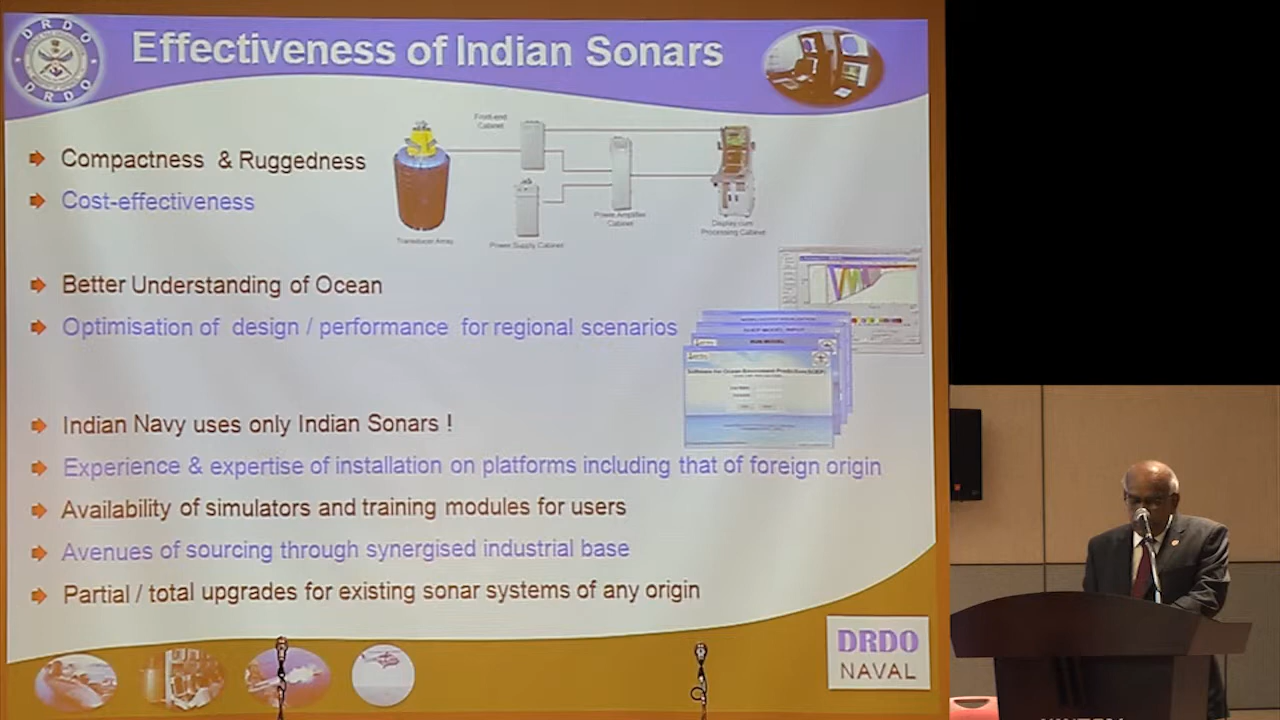 DRDO
DRDO
Effectiveness of Indian Sonars
Front-end
Cabinet
Compactness & Ruggedness
Cost-effectiveness
Transducer Array
Power Supply Cabinet
Power Amplifier
Cabinet
Display cum
Processing Cabinet
Better Understanding of Ocean
Optimisation of design / performance for regional scenarios
Indian Navy uses only Indian Sonars !
Experience & expertise of installation on platforms including that of foreign origin
Availability of simulators and training modules for users
Avenues of sourcing through synergised industrial base
Partial / total upgrades for existing sonar systems of any origin
DRDO
NAVAL